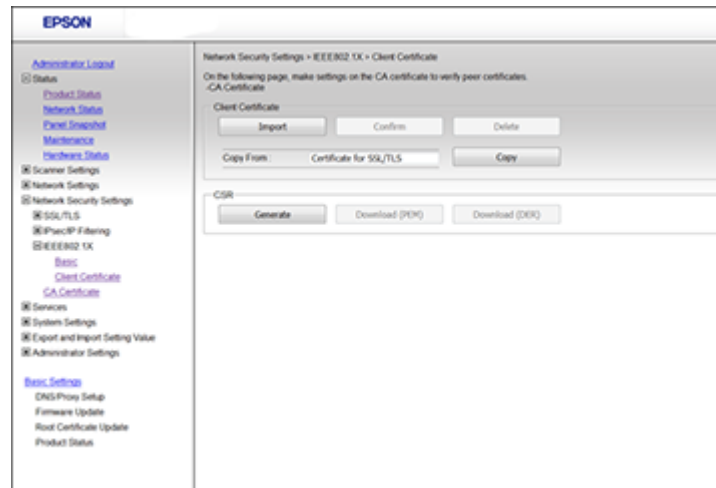 EPSON
Administrator Logout
Status
Product Status
Network Status
Panel Snapshot
Maintenance
Hardware Status
Scanner Settings
Network Settings
Network Security Settings
SSL/TLS
IPsec/IP Filtering
IEEE802.1X
Basic
Client Certificate
CA Certificate
Services
System Settings
Export and Import Setting Value
Administrator Settings
Basic Settings
DNS/Proxy Setup
Firmware Update
Root Certificate Update
Product Status
Network Security Settings > IEEE802.1X > Client Certificate
On the following page, make settings on the CA certificate to verify peer certificates.
-CA Certificate
Client Certificate
Import Confirm Delete
Copy From : Certificate for SSL/TLS Copy
CSR
Generate Download (PEM) Download (DER)